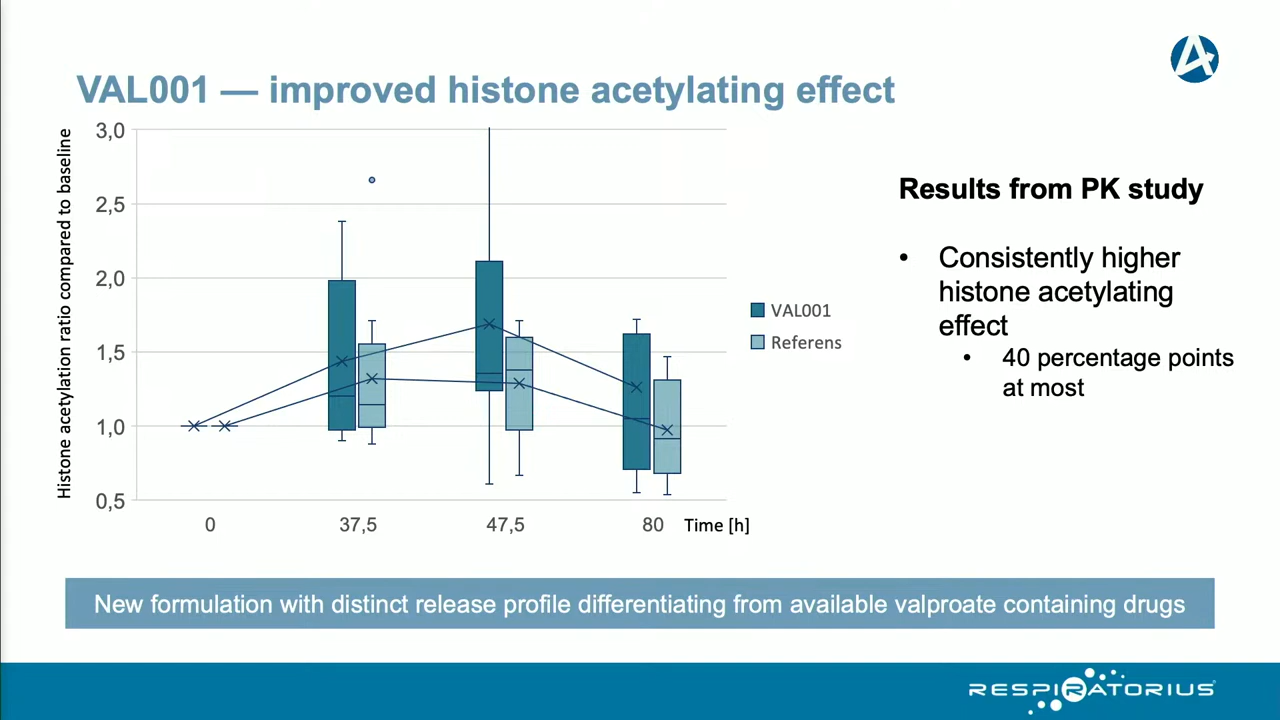 VAL001 — improved histone acetylating effect
Histone acetylation ratio compared to baseline
3,0
2,5
2,0
1,5
1,0
0,5
0
37,5
47,5
80
Time [h]
VAL001
Referens
Results from PK study
• Consistently higher
histone acetylating
effect
• 40 percentage points
at most
New formulation with distinct release profile differentiating from available valproate containing drugs
RESPIRATORIUS